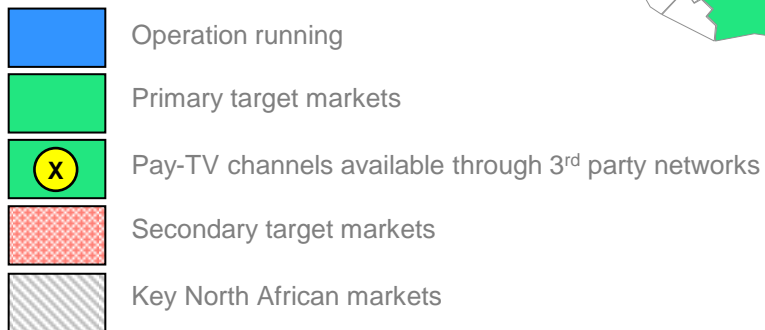 Operation running
Primary target markets
X Pay-TV channels available through 3rd party networks
Secondary target markets
Key North African markets